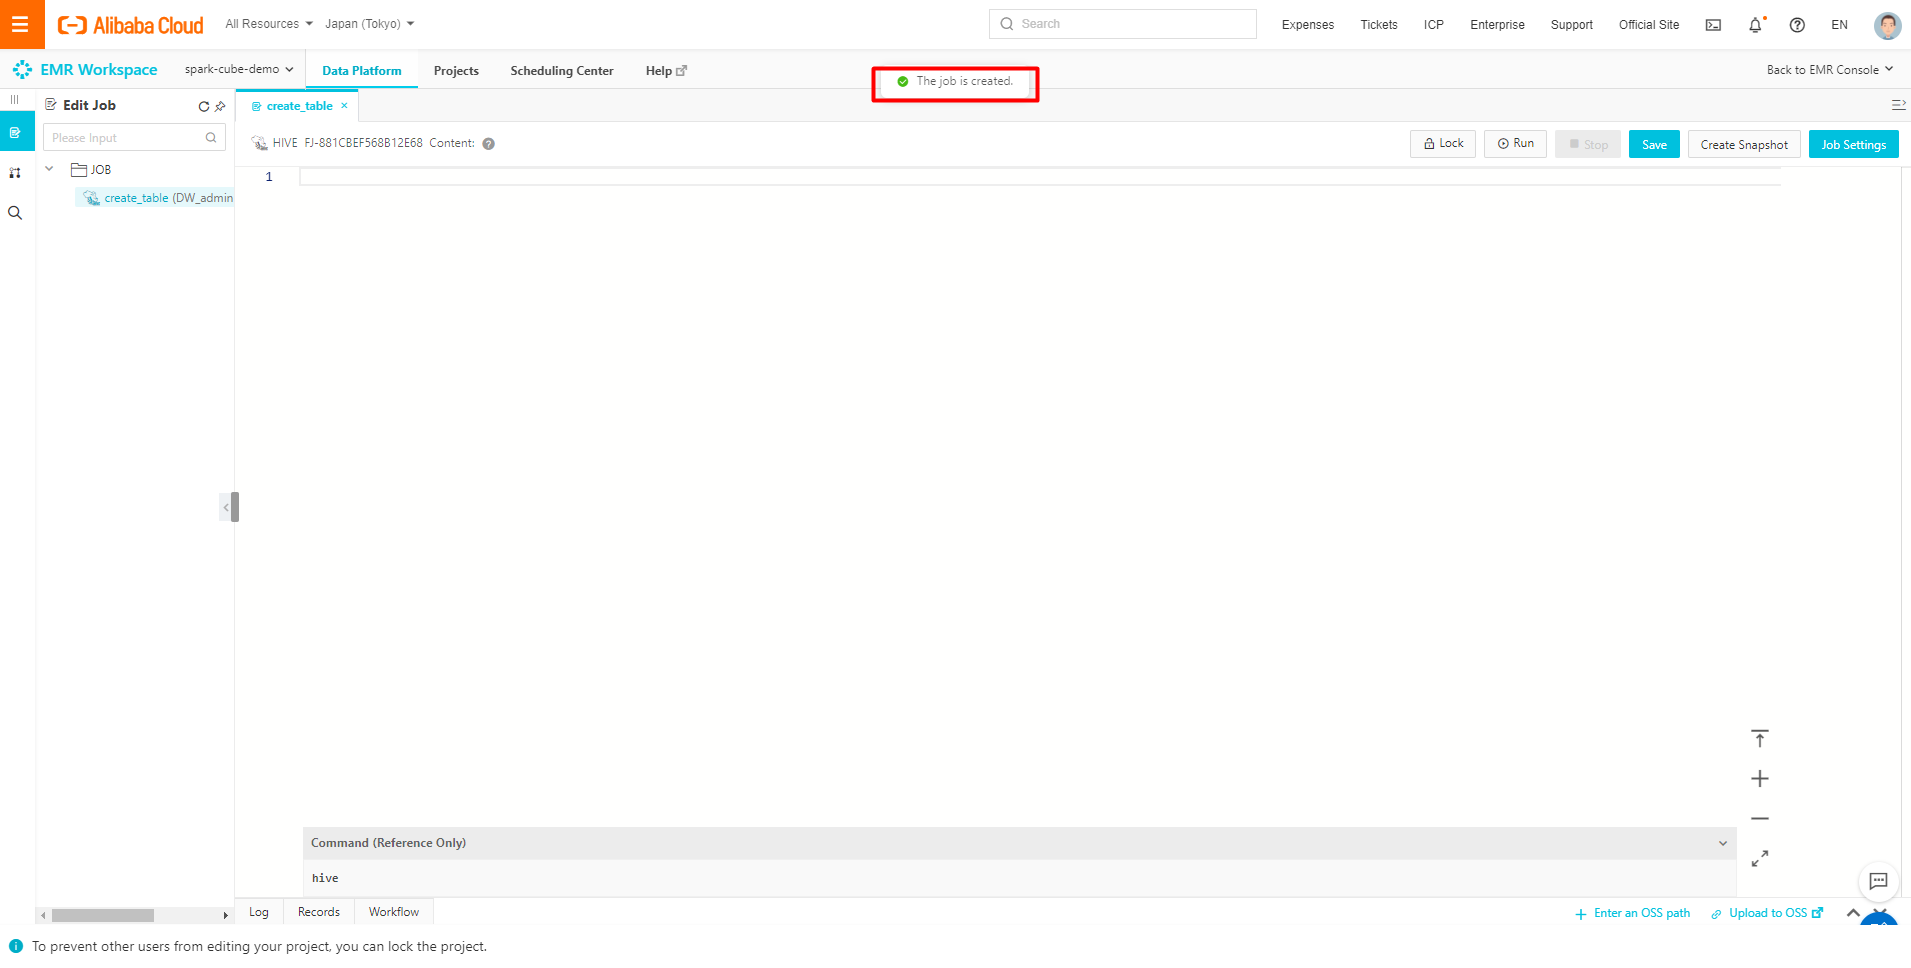 Alibaba Cloud All Resources Japan (Tokyo) Search Expenses Tickets ICP Enterprise Support Official Site EN
EMR Workspace spark-cube-demo Data Platform Projects Scheduling Center Help The job is created. Back to EMR Console
Edit Job create_table ×
Please Input HIVE FJ-881CBEF568B12E68 Content: ? Lock Run Stop Save Create Snapshot Job Settings
JOB
1
create_table (DW_admin
Command (Reference Only)
hive
Log Records Workflow Enter an OSS path Upload to OSS
To prevent other users from editing your project, you can lock the project.